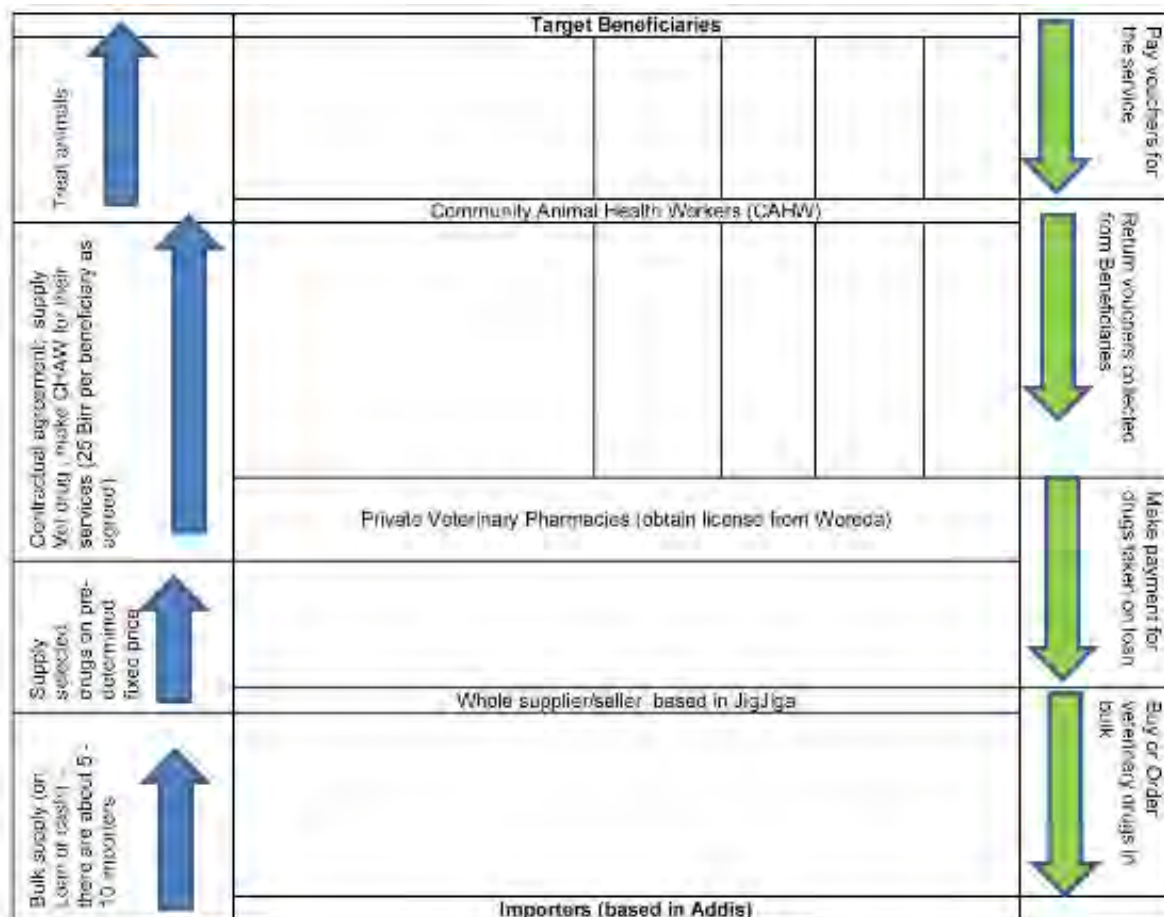 Target Beneficiaries
Treat animals
Pay vouchers for
the service
Community Animal Health Workers (CAHW)
Contractual agreement- supply
Vet drug , make CHAW for their
services (25 Birr per beneficiary as
agreed)
Return vouchers collected
from Beneficiaries
Private Veterinary Pharmacies (obtain license from Woreda)
Make payment for
drugs taken on loan
Supply
selected
drugs on pre-
determined
fixed price
Whole supplier/seller based in JigJiga
Bulk supply (on
Loan or cash) -
there are about 5-
10 importers
Buy or Order
veterinary drugs in
bulk
Importers (based in Addis)